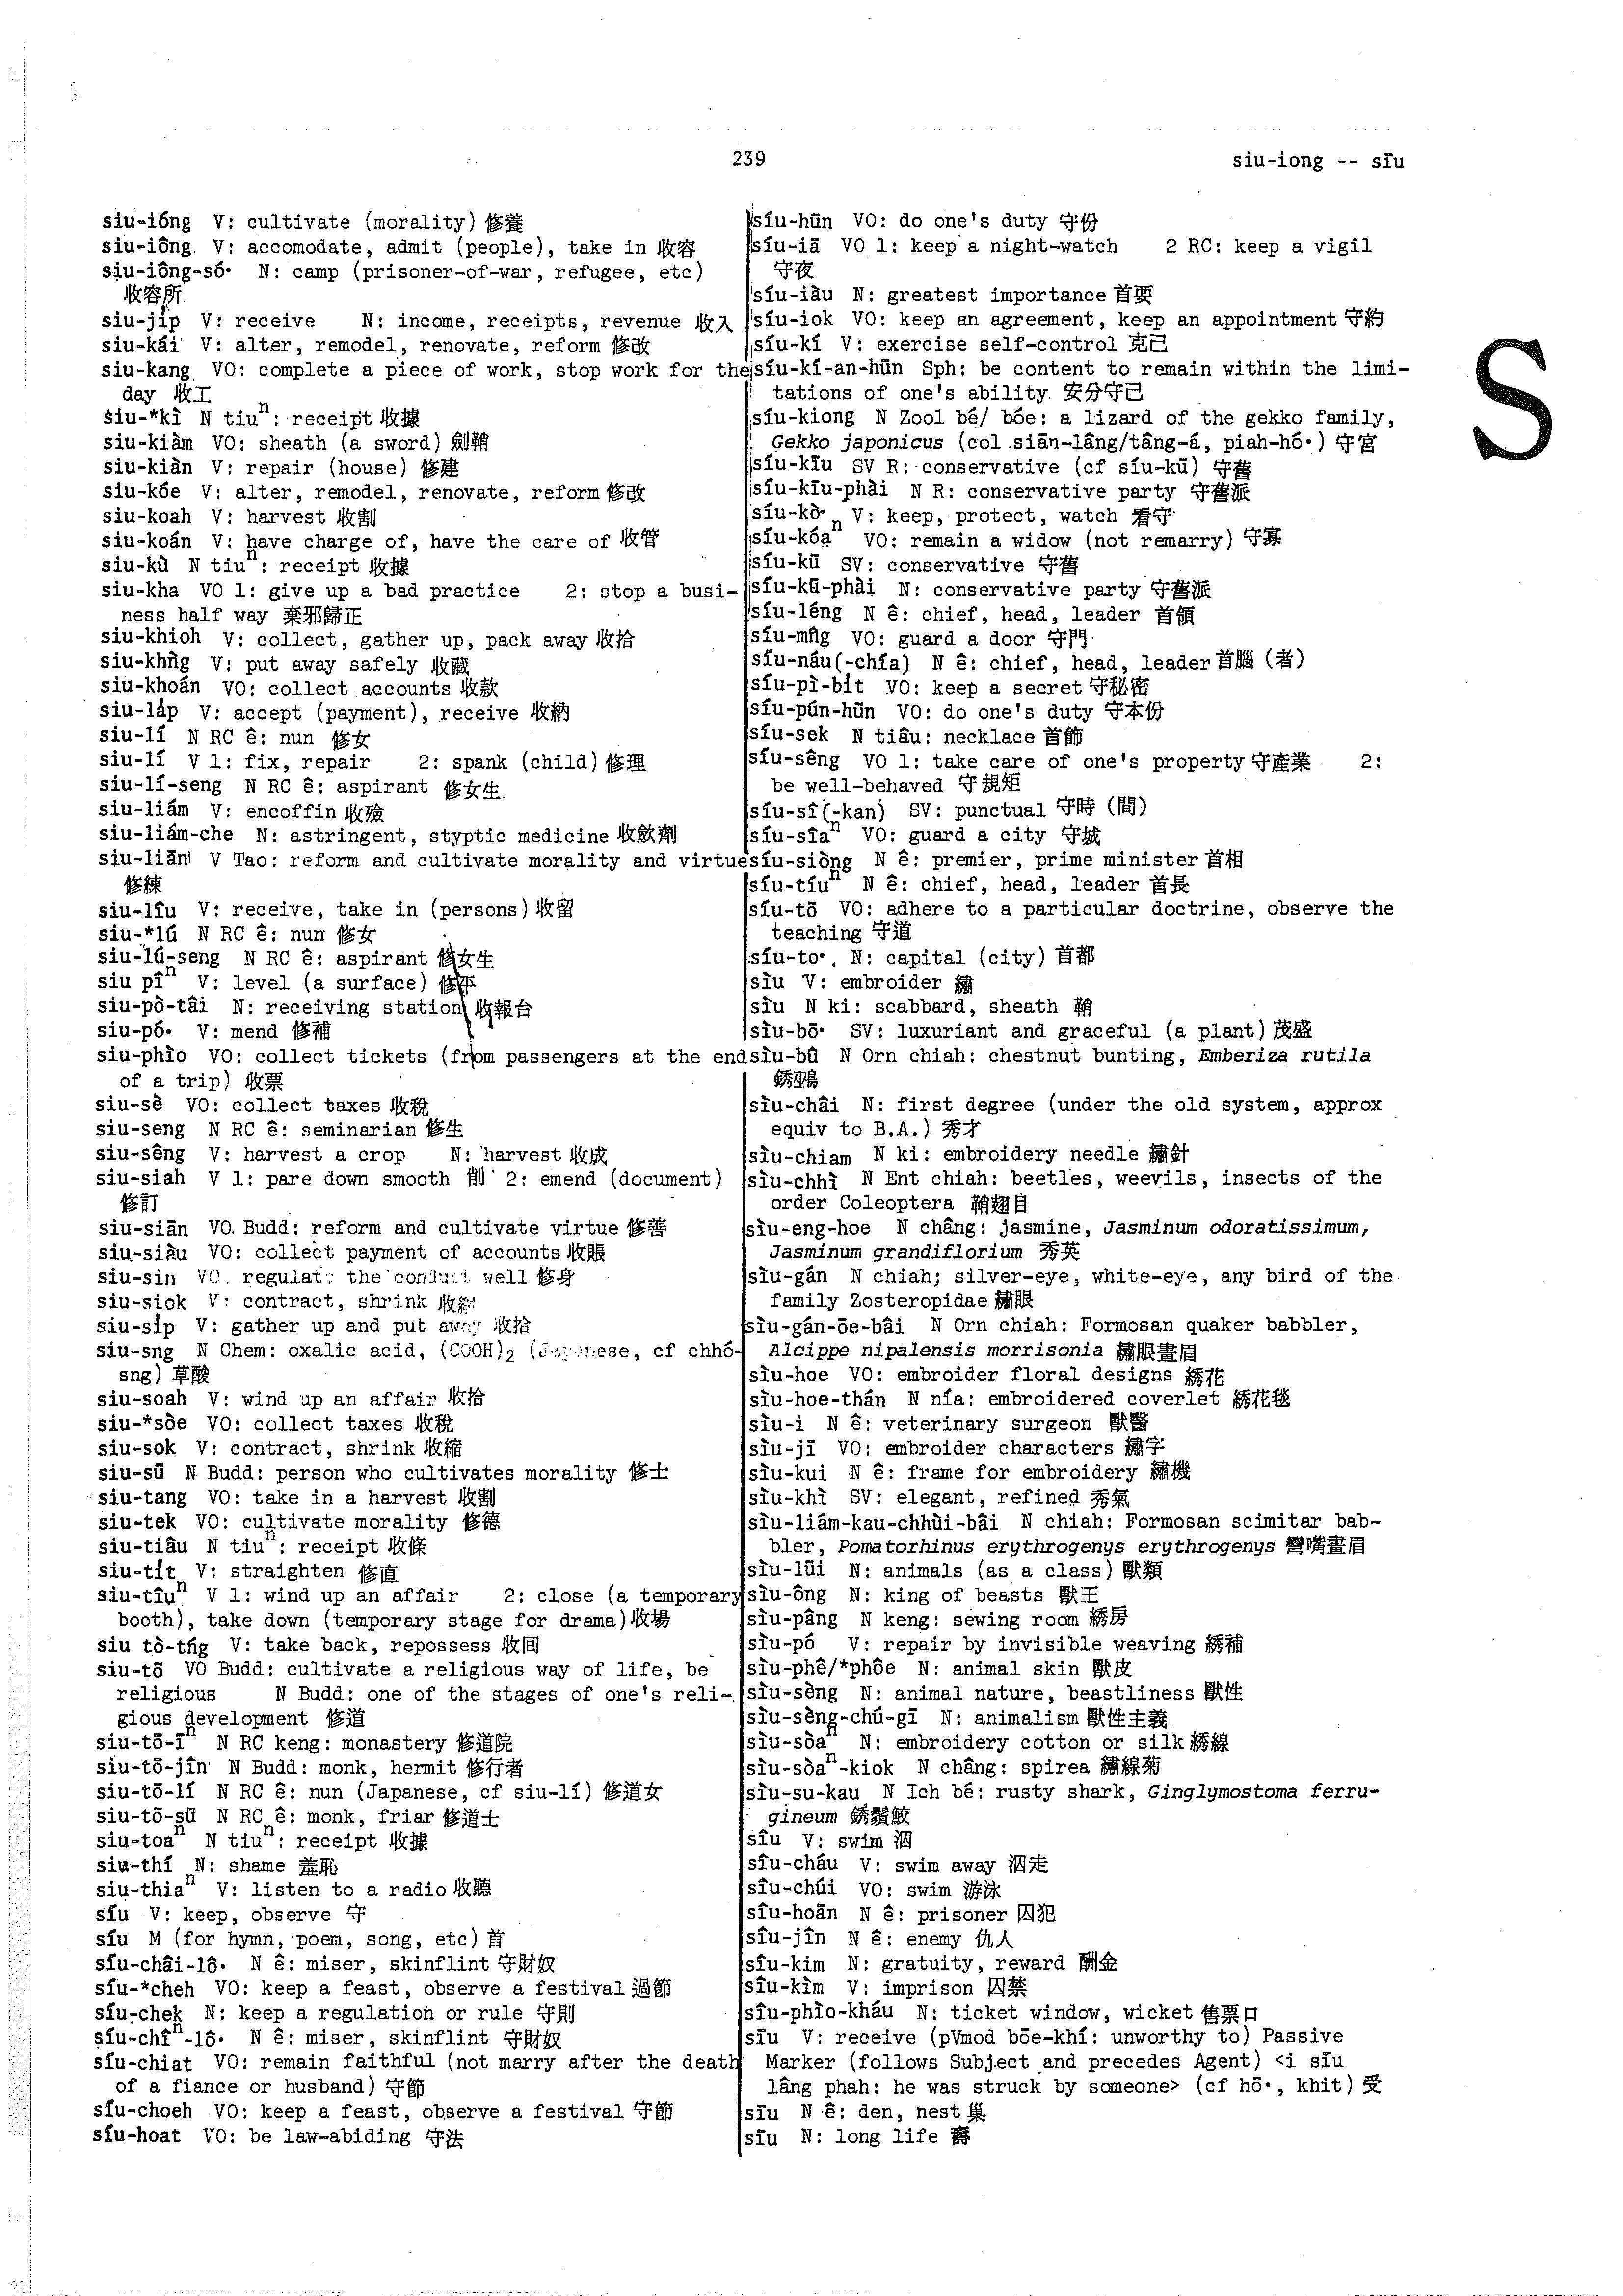 239
siu-iong -- sīu
S
siu-ióng V: cultivate (morality) 修養
siu-iông V: accomodate, admit (people), take in 收容
siu-iông-só· N: camp (prisoner-of-war, refugee, etc)
收容所
siu-ji̍p V: receive N: income, receipts, revenue 收入
siu-kái V: alter, remodel, renovate, reform 修改
siu-kang VO: complete a piece of work, stop work for the
day 收工
siu-*kì N tiuⁿ: receipt 收據
siu-kiàm VO: sheath (a sword) 劍鞘
siu-kiàn V: repair (house) 修建
siu-kóe V: alter, remodel, renovate, reform 修改
siu-koah V: harvest 收割
siu-koán V: have charge of, have the care of 收管
siu-kù N tiuⁿ: receipt 收據
siu-kha VO 1: give up a bad practice 2: stop a busi-
ness half way 棄邪歸正
siu-khioh V: collect, gather up, pack away 收拾
siu-khǹg V: put away safely 收藏
siu-khoán VO: collect accounts 收款
siu-la̍p V: accept (payment), receive 收納
siu-lí N RC ê: nun 修女
siu-lí V 1: fix, repair 2: spank (child) 修理
siu-lí-seng N RC ê: aspirant 修女生
siu-liám V: encoffin 收殮
siu-liám-che N: astringent, styptic medicine 收斂劑
siu-liān V Tao: reform and cultivate morality and virtue
修練
siu-lîu V: receive, take in (persons) 收留
siu-*lú N RC ê: nun 修女
siu-lú-seng N RC ê: aspirant 修女生
siu pîⁿ V: level (a surface) 修平
siu-pò-tâi N: receiving station 收報台
siu-pó· V: mend 修補
siu-phìo VO: collect tickets (from passengers at the end
of a trip) 收票
siu-sè VO: collect taxes 收稅
siu-seng N RC ê: seminarian 修生
siu-sêng V: harvest a crop N: harvest 收成
siu-siah V 1: pare down smooth 削 2: emend (document)
修訂
siu-siān VO Budd: reform and cultivate virtue 修善
siu-siàu VO: collect payment of accounts 收賬
siu-sin VO regulate the conduct well 修身
siu-siok V: contract, shrink 收縮
siu-si̍p V: gather up and put away 收拾
siu-sng N Chem: oxalic acid, (COOH)₂ (Japanese, cf chhó-
sng) 草酸
siu-soah V: wind up an affair 收拾
siu-*sòe VO: collect taxes 收稅
siu-sok V: contract, shrink 收縮
siu-sū N Budd: person who cultivates morality 修士
siu-tang VO: take in a harvest 收割
siu-tek VO: cultivate morality 修德
siu-tiâu N tiuⁿ: receipt 收條
siu-ti̍t V: straighten 修直
siu-tîuⁿ V 1: wind up an affair 2: close (a temporary
booth), take down (temporary stage for drama) 收場
siu tò-tńg V: take back, repossess 收回
siu-tō VO Budd: cultivate a religious way of life, be
religious N Budd: one of the stages of one's reli-
gious development 修道
siu-tō-īⁿ N RC keng: monastery 修道院
siu-tō-jîn N Budd: monk, hermit 修行者
siu-tō-lí N RC ê: nun (Japanese, cf siu-lí) 修道女
siu-tō-sū N RC ê: monk, friar 修道士
siu-toaⁿ N tiuⁿ: receipt 收據
siu-thí N: shame 羞恥
siu-thiaⁿ V: listen to a radio 收聽
síu V: keep, observe 守
síu M (for hymn, poem, song, etc) 首
síu-châi-lô· N ê: miser, skinflint 守財奴
síu-*cheh VO: keep a feast, observe a festival 過節
síu-chek N: keep a regulation or rule 守則
síu-chîⁿ-lô· N ê: miser, skinflint 守財奴
síu-chiat VO: remain faithful (not marry after the death
of a fiance or husband) 守節
síu-choeh VO: keep a feast, observe a festival 守節
síu-hoat VO: be law-abiding 守法
síu-hūn VO: do one's duty 守份
síu-iā VO 1: keep a night-watch 2 RC: keep a vigil
守夜
síu-iàu N: greatest importance 首要
síu-iok VO: keep an agreement, keep an appointment 守約
síu-kí V: exercise self-control 克己
síu-kí-an-hūn Sph: be content to remain within the limi-
tations of one's ability. 安分守己
síu-kiong N Zool bé/ bóe: a lizard of the gekko family,
Gekko japonicus (col siān-lâng/tâng-á, piah-hó·) 守宮
síu-kīu SV R: conservative (cf síu-kū) 守舊
síu-kīu-phài N R: conservative party 守舊派
síu-kò· V: keep, protect, watch 看守
síu-kóaⁿ VO: remain a widow (not remarry) 守寡
síu-kū SV: conservative 守舊
síu-kū-phài N: conservative party 守舊派
síu-léng N ê: chief, head, leader 首領
síu-mn̂g VO: guard a door 守門
síu-náu(-chía) N ê: chief, head, leader 首腦 (者)
síu-pì-bi̍t VO: keep a secret 守秘密
síu-pún-hūn VO: do one's duty 守本份
síu-sek N tiâu: necklace 首飾
síu-sêng VO 1: take care of one's property 守產業 2:
be well-behaved 守規矩
síu-sî(-kan) SV: punctual 守時 (間)
síu-sîaⁿ VO: guard a city 守城
síu-siòng N ê: premier, prime minister 首相
síu-tíuⁿ N ê: chief, head, leader 首長
síu-tō VO: adhere to a particular doctrine, observe the
teaching 守道
síu-to· N: capital (city) 首都
sìu V: embroider 繡
sìu N ki: scabbard, sheath 鞘
sìu-bō· SV: luxuriant and graceful (a plant) 茂盛
sìu-bû N Orn chiah: chestnut bunting, Emberiza rutila
銹鵐
sìu-châi N: first degree (under the old system, approx
equiv to B.A.) 秀才
sìu-chiam N ki: embroidery needle 繡針
sìu-chhì N Ent chiah: beetles, weevils, insects of the
order Coleoptera 鞘翅目
sìu-eng-hoe N châng: jasmine, Jasminum odoratissimum,
Jasminum grandiflorium 秀英
sìu-gán N chiah; silver-eye, white-eye, any bird of the
family Zosteropidae 繡眼
sìu-gán-ōe-bâi N Orn chiah: Formosan quaker babbler,
Alcippe nipalensis morrisonia 繡眼畫眉
sìu-hoe VO: embroider floral designs 綉花
sìu-hoe-thán N nía: embroidered coverlet 綉花毯
sìu-i N ê: veterinary surgeon 獸醫
sìu-jī VO: embroider characters 繡字
sìu-kui N ê: frame for embroidery 繡機
sìu-khì SV: elegant, refined 秀氣
sìu-liám-kau-chhùi-bâi N chiah: Formosan scimitar bab-
bler, Pomatorhinus erythrogenys erythrogenys 彎嘴畫眉
sìu-lūi N: animals (as a class) 獸類
sìu-ông N: king of beasts 獸王
sìu-pâng N keng: sewing room 綉房
sìu-pó V: repair by invisible weaving 綉補
sìu-phê/*phôe N: animal skin 獸皮
sìu-sèng N: animal nature, beastliness 獸性
sìu-sèng-chú-gī N: animalism 獸性主義
sìu-sòaⁿ N: embroidery cotton or silk 綉線
sìu-sòaⁿ-kiok N châng: spirea 繡線菊
sìu-su-kau N Ich bé: rusty shark, Ginglymostoma ferru-
gineum 銹鬚鮫
sîu V: swim 泅
sîu-cháu V: swim away 泅走
sîu-chúi VO: swim 游泳
sîu-hoān N ê: prisoner 囚犯
sîu-jîn N ê: enemy 仇人
sîu-kim N: gratuity, reward 酬金
sîu-kìm V: imprison 囚禁
sîu-phìo-kháu N: ticket window, wicket 售票口
sīu V: receive (pVmod bōe-khí: unworthy to) Passive
Marker (follows Subject and precedes Agent) <i sīu
lâng phah: he was struck by someone> (cf hō·, khit) 受
sīu N ê: den, nest 巢
sīu N: long life 壽